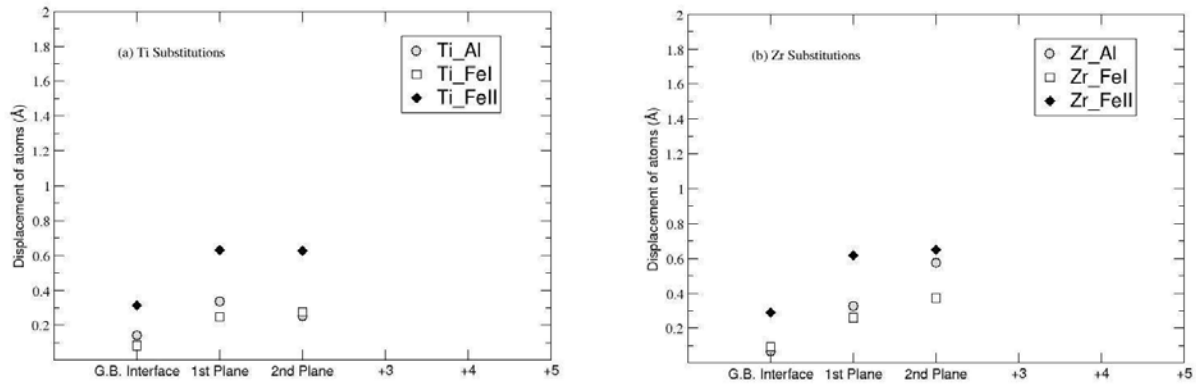 2
1.8
1.6
1.4
1.2
1
0.8
0.6
0.4
0.2
Displacement of atoms (Å)
(a) Ti Substitutions
Ti_Al
Ti_FeI
Ti_FeII
G.B. Interface 1st Plane 2nd Plane +3 +4 +5
2
1.8
1.6
1.4
1.2
1
0.8
0.6
0.4
0.2
Displacement of atoms (Å)
(b) Zr Substitutions
Zr_Al
Zr_FeI
Zr_FeII
G.B. Interface 1st Plane 2nd Plane +3 +4 +5